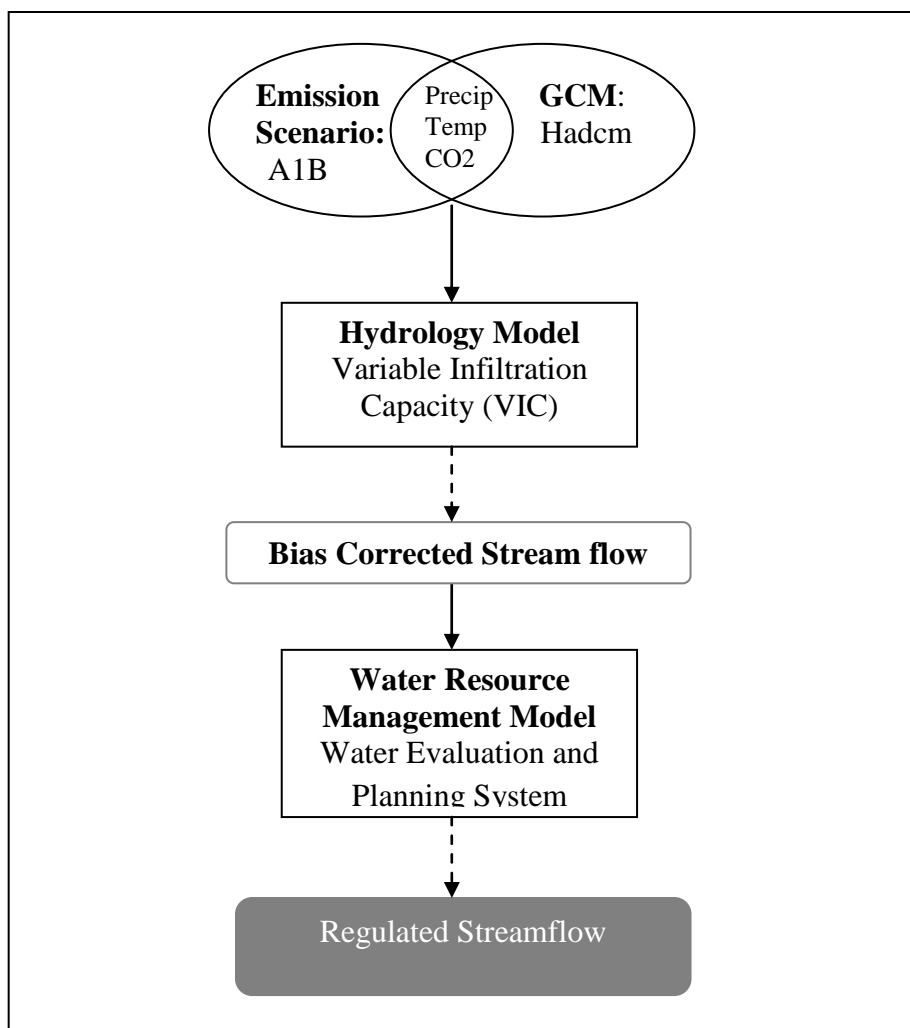 Emission
Scenario:
A1B
Precip
Temp
CO2
GCM:
Hadcm
Hydrology Model
Variable Infiltration
Capacity (VIC)
Bias Corrected Stream flow
Water Resource
Management Model
Water Evaluation and
Planning System
Regulated Streamflow